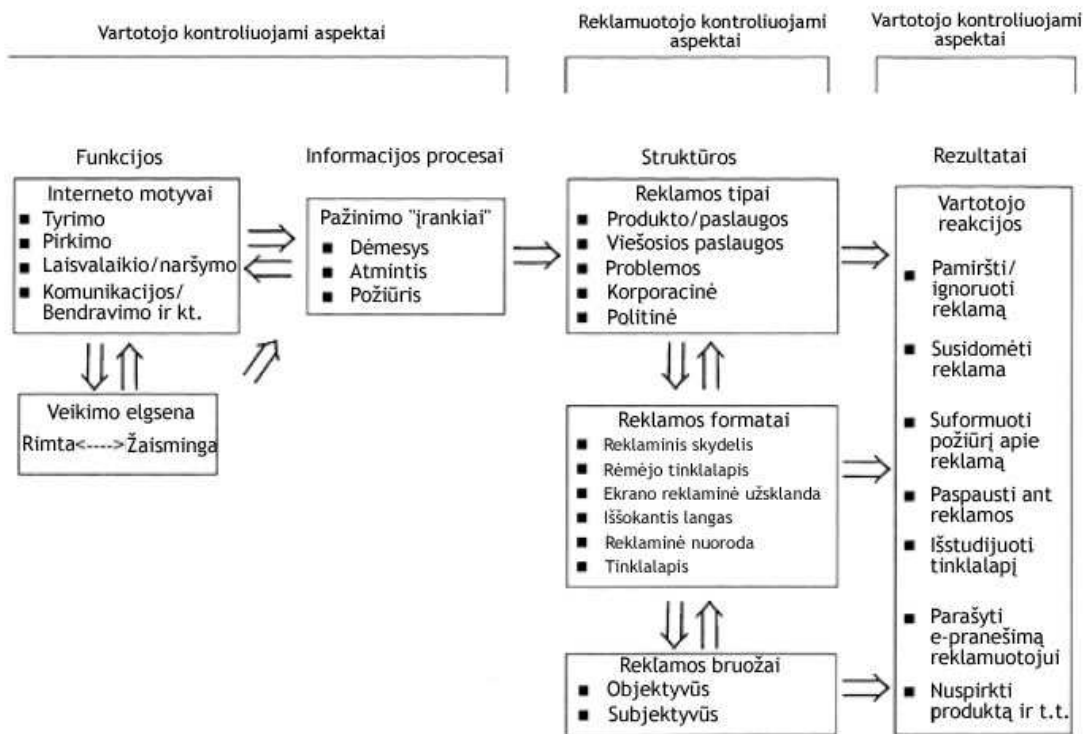 Vartotojo kontroliuojami aspektai
Reklamuotojo kontroliuojami
aspektai
Vartotojo kontroliuojami
aspektai
Funkcijos
Interneto motyvai
Tyrimo
Pirkimo
Laisvalaikio/naršymo
Komunikacijos/
Bendravimo ir kt.
Veikimo elgsena
Rimta<---->Žaisminga
Informacijos procesai
Pažinimo "įrankiai"
Dėmesys
Atmintis
Požiūris
Struktūros
Reklamos tipai
Produkto/paslaugos
Viešosios paslaugos
Problemos
Korporacinė
Politinė
Reklamos formatai
Reklaminis skydelis
Rėmėjo tinklalapis
Ekrano reklaminė užsklanda
Iššokantis langas
Reklaminė nuoroda
Tinklalapis
Reklamos bruožai
Objektyvūs
Subjektyvūs
Rezultatai
Vartotojo
reakcijos
Pamiršti/
ignoruoti
reklamą
Susidomėti
reklama
Suformuoti
požiūrį apie
reklamą
Paspausti ant
reklamos
Išstudijuoti
tinklalapį
Parašyti
e-pranešimą
reklamuotojui
Nuspirkti
produktą ir t.t.